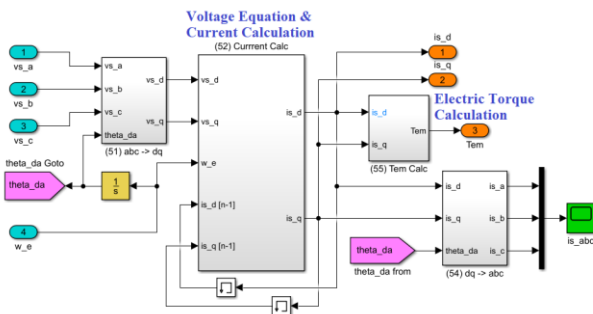 Voltage Equation &
Current Calculation
(52) Currrent Calc
1
vs_a
2
vs_b
3
vs_c
vs_a
vs_b
vs_c
theta_da
vs_d
vs_q
(51) abc -> dq
theta_da Goto
theta_da
1
s
4
w_e
vs_d
vs_q
w_e
is_d [n-1]
is_q [n-1]
is_d
is_q
is_d
1
is_q
2
Electric Torque
Calculation
is_d
is_q
Tem
3
Tem
(55) Tem Calc
is_d
is_q
theta_da
is_a
is_b
is_c
(54) dq -> abc
theta_da
theta_da from
is_abc